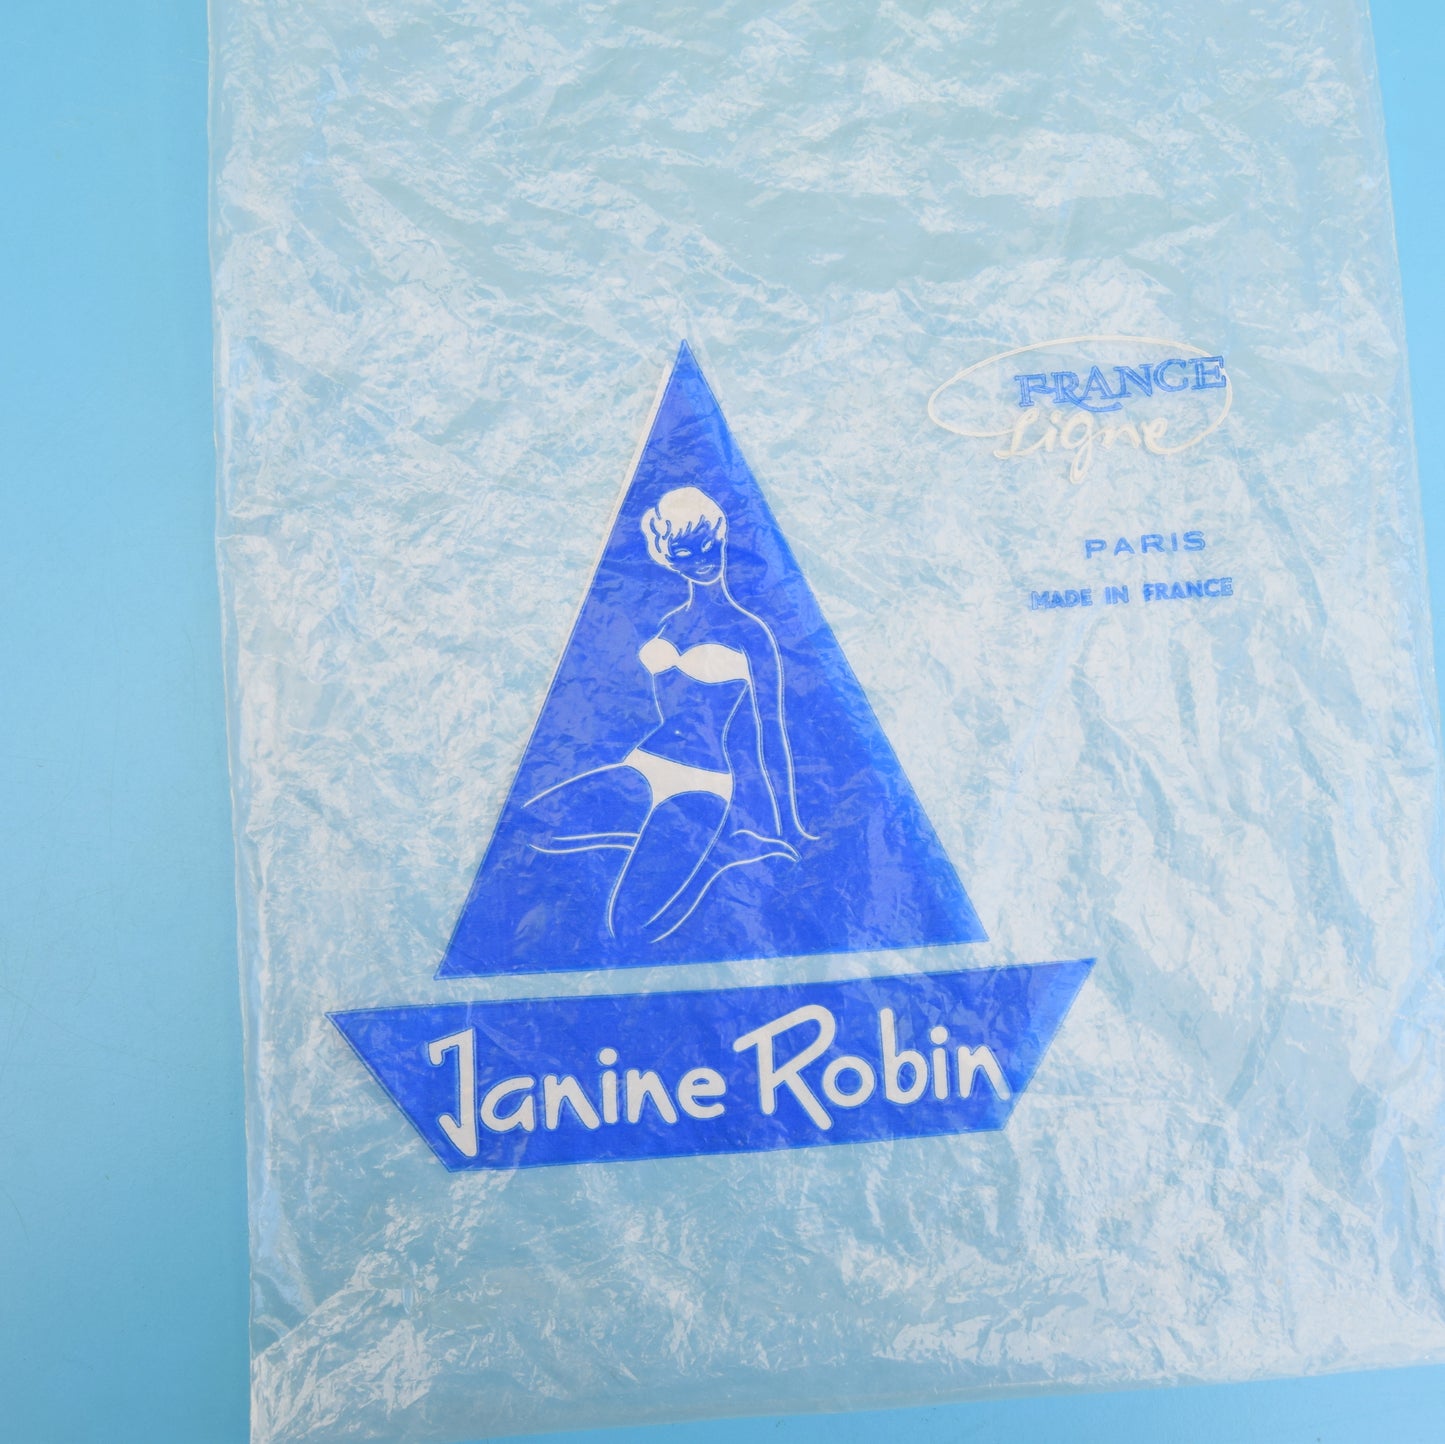 FRANCE
Ligne
PARIS
MADE IN FRANCE
Janine Robin